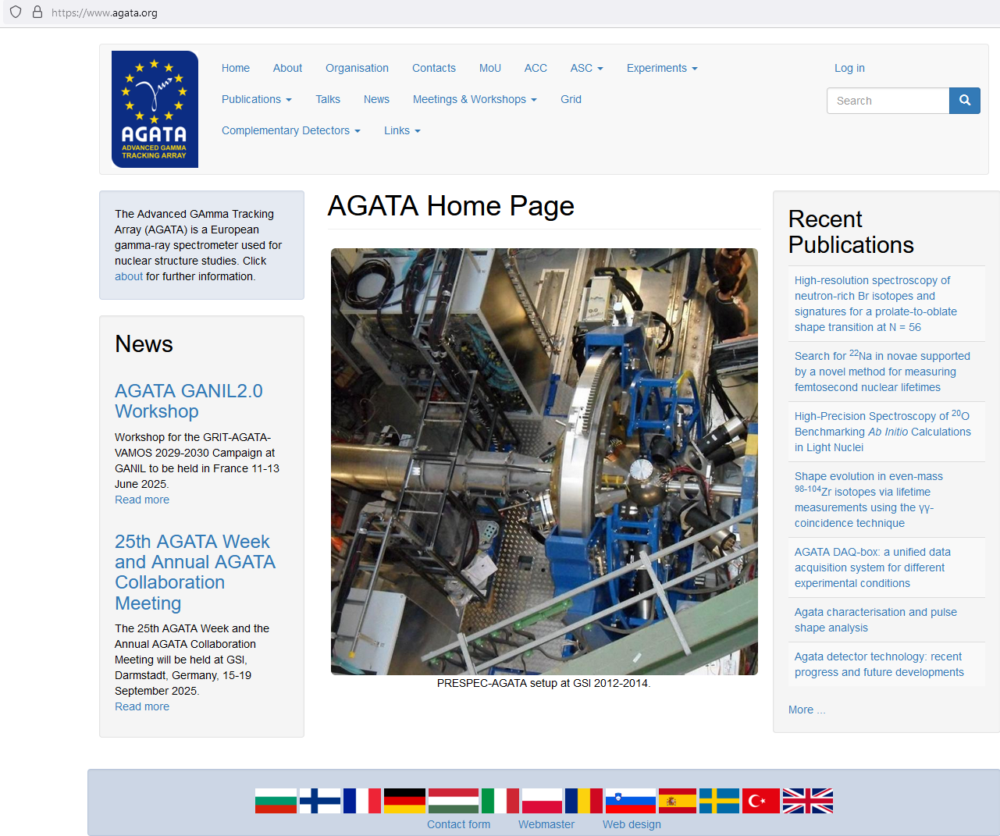 https://www.agata.org
AGATA
ADVANCED GAMMA
TRACKING ARRAY
Home About Organisation Contacts MoU ACC ASC Experiments
Publications Talks News Meetings & Workshops Grid
Complementary Detectors Links
Log in
Search
The Advanced GAmma Tracking
Array (AGATA) is a European
gamma-ray spectrometer used for
nuclear structure studies. Click
about for further information.
News
AGATA GANIL2.0
Workshop
Workshop for the GRIT-AGATA-
VAMOS 2029-2030 Campaign at
GANIL to be held in France 11-13
June 2025.
Read more
25th AGATA Week
and Annual AGATA
Collaboration
Meeting
The 25th AGATA Week and the
Annual AGATA Collaboration
Meeting will be held at GSI,
Darmstadt, Germany, 15-19
September 2025.
Read more
AGATA Home Page
PRESPEC-AGATA setup at GSI 2012-2014.
Recent
Publications
High-resolution spectroscopy of
neutron-rich Br isotopes and
signatures for a prolate-to-oblate
shape transition at N = 56
Search for ²²Na in novae supported
by a novel method for measuring
femtosecond nuclear lifetimes
High-Precision Spectroscopy of ²⁰O
Benchmarking Ab Initio Calculations
in Light Nuclei
Shape evolution in even-mass
⁹⁸⁻¹⁰⁴Zr isotopes via lifetime
measurements using the γγ-
coincidence technique
AGATA DAQ-box: a unified data
acquisition system for different
experimental conditions
Agata characterisation and pulse
shape analysis
Agata detector technology: recent
progress and future developments
More ...
Contact form Webmaster Web design